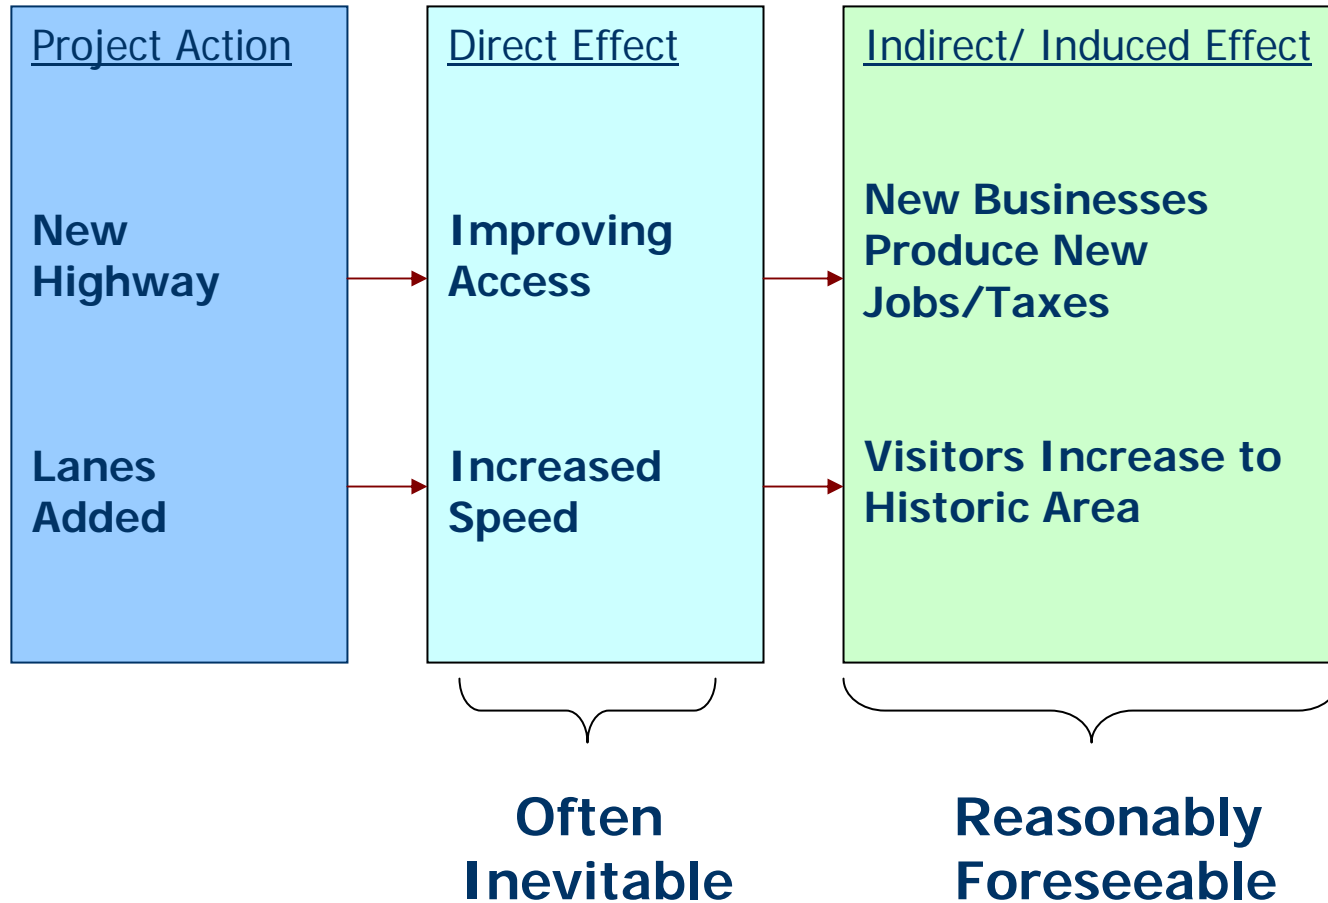 Project Action
New
Highway
Lanes
Added
Direct Effect
Improving
Access
Increased
Speed
Indirect/ Induced Effect
New Businesses
Produce New
Jobs/Taxes
Visitors Increase to
Historic Area
Often
Inevitable
Reasonably
Foreseeable